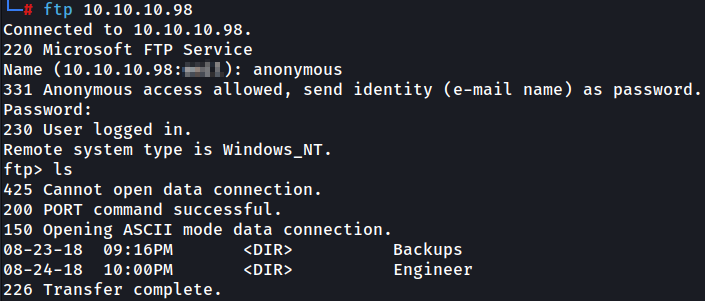 └─# ftp 10.10.10.98
Connected to 10.10.10.98.
220 Microsoft FTP Service
Name (10.10.10.98:): anonymous
331 Anonymous access allowed, send identity (e-mail name) as password.
Password:
230 User logged in.
Remote system type is Windows_NT.
ftp> ls
425 Cannot open data connection.
200 PORT command successful.
150 Opening ASCII mode data connection.
08-23-18  09:16PM       <DIR>          Backups
08-24-18  10:00PM       <DIR>          Engineer
226 Transfer complete.